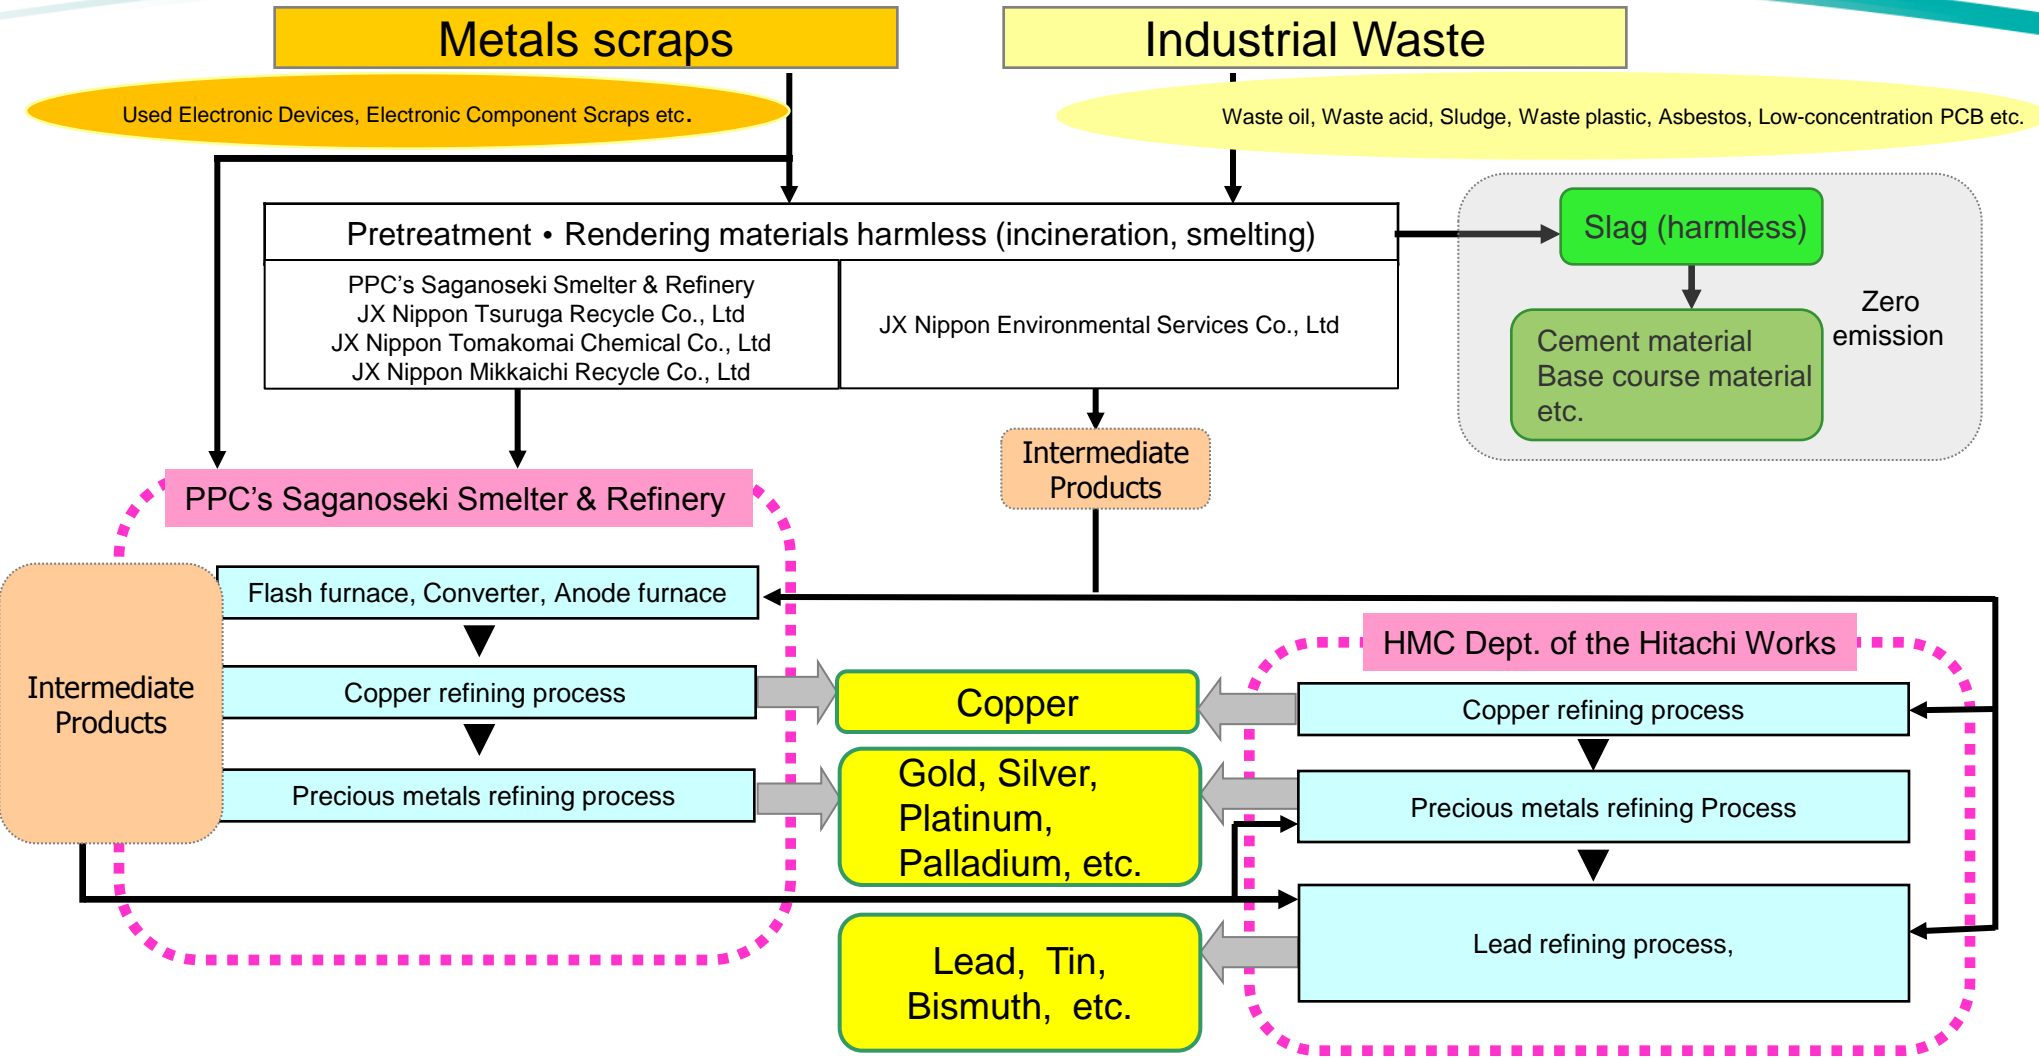 Metals scraps
Industrial Waste
Used Electronic Devices, Electronic Component Scraps etc.
Waste oil, Waste acid, Sludge, Waste plastic, Asbestos, Low-concentration PCB etc.
Pretreatment・Rendering materials harmless (incineration, smelting)
PPC’s Saganoseki Smelter & Refinery
JX Nippon Tsuruga Recycle Co., Ltd
JX Nippon Tomakomai Chemical Co., Ltd
JX Nippon Mikkaichi Recycle Co., Ltd
JX Nippon Environmental Services Co., Ltd
Slag (harmless)
Zero
emission
Cement material
Base course material
etc.
Intermediate
Products
PPC’s Saganoseki Smelter & Refinery
Intermediate
Products
Flash furnace, Converter, Anode furnace
Copper refining process
Precious metals refining process
Copper
Gold, Silver,
Platinum,
Palladium, etc.
Lead, Tin,
Bismuth, etc.
HMC Dept. of the Hitachi Works
Copper refining process
Precious metals refining Process
Lead refining process,